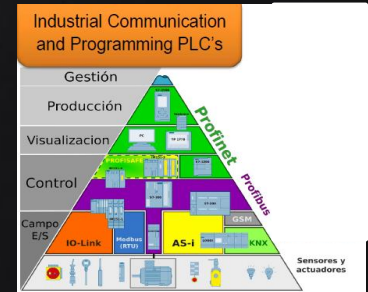 Industrial Communication
and Programming PLC's
Gestión
Producción
Visualizacion
Control
Campo
E/S
Profinet
Profibus
PROFISAFE
PC
IO-Link
Modbus
(RTU)
AS-i
GSM
KNX
Sensores y
actuadores